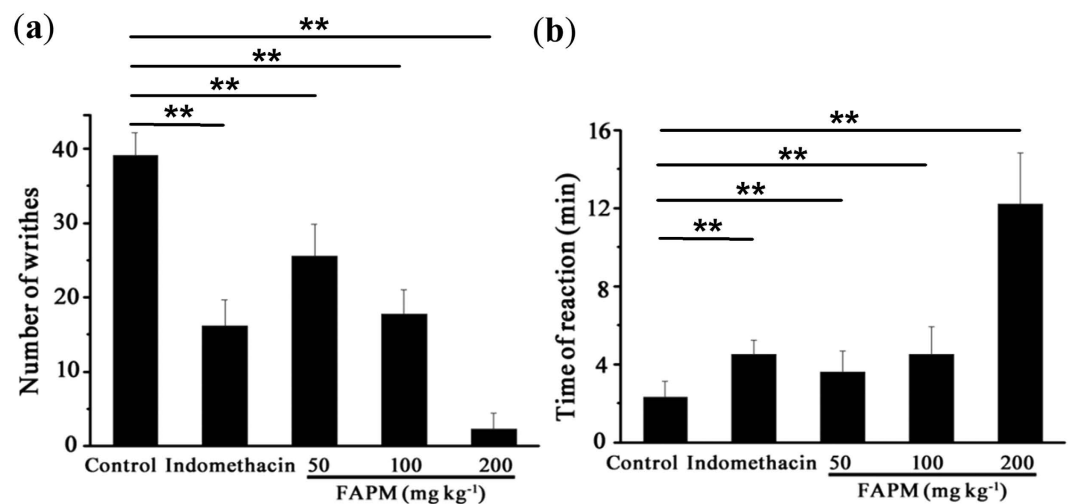 (a)
**
**
**
**
Number of writhes
40
30
20
10
0
Control Indomethacin 50 100 200
FAPM (mg kg⁻¹)
(b)
**
**
**
**
Time of reaction (min)
16
12
8
4
0
Control Indomethacin 50 100 200
FAPM (mg kg⁻¹)